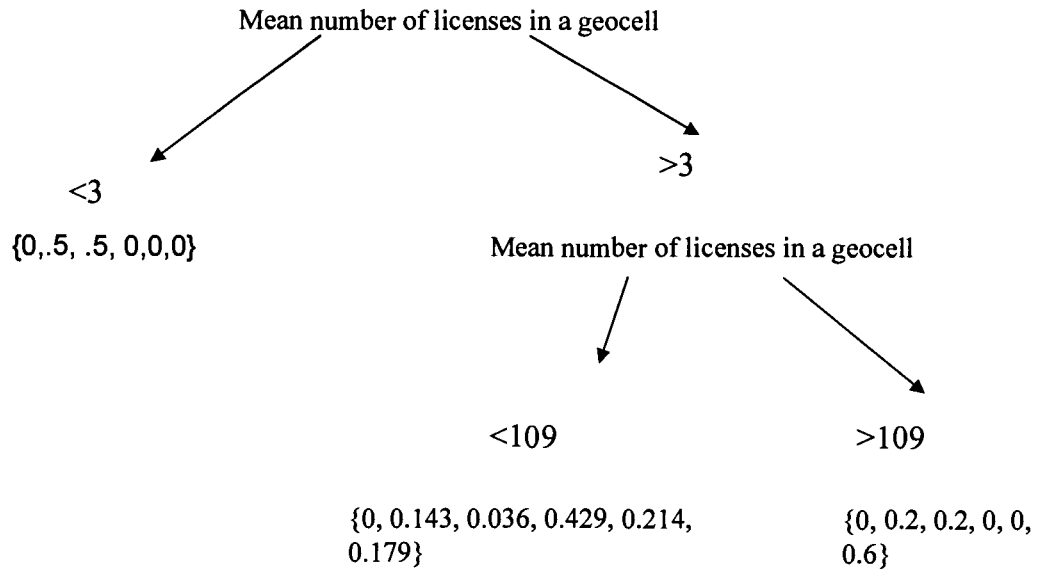 Mean number of licenses in a geocell
<3
>3
{0,.5, .5, 0,0,0}
Mean number of licenses in a geocell
<109
>109
{0, 0.143, 0.036, 0.429, 0.214,
0.179}
{0, 0.2, 0.2, 0, 0,
0.6}